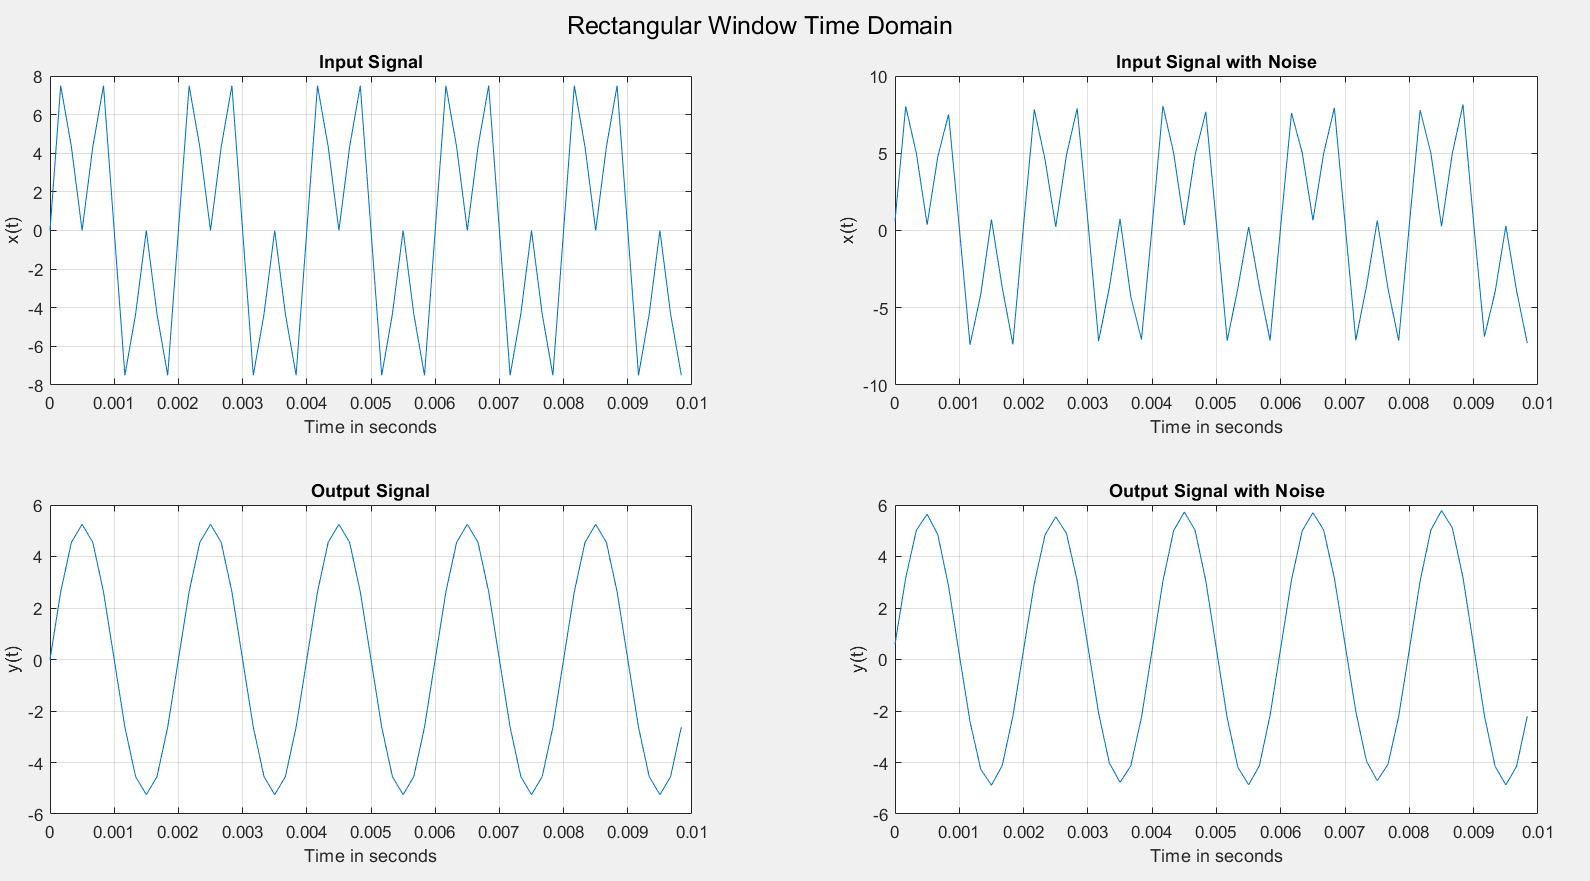 Rectangular Window Time Domain
Input Signal
8
6
4
2
0
-2
-4
-6
-8
x(t)
0 0.001 0.002 0.003 0.004 0.005 0.006 0.007 0.008 0.009 0.01
Time in seconds
Input Signal with Noise
10
5
0
-5
-10
x(t)
0 0.001 0.002 0.003 0.004 0.005 0.006 0.007 0.008 0.009 0.01
Time in seconds
Output Signal
6
4
2
0
-2
-4
-6
y(t)
0 0.001 0.002 0.003 0.004 0.005 0.006 0.007 0.008 0.009 0.01
Time in seconds
Output Signal with Noise
6
4
2
0
-2
-4
-6
y(t)
0 0.001 0.002 0.003 0.004 0.005 0.006 0.007 0.008 0.009 0.01
Time in seconds